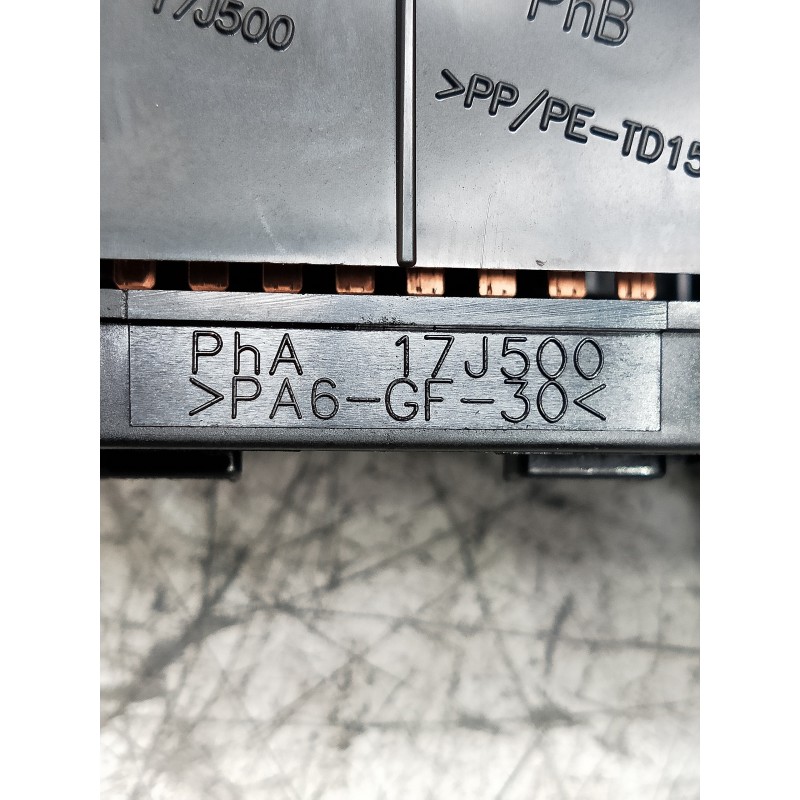 17J500
PhB
>PP/PE-TD15
PhA 17J500
>PA6-GF-30<